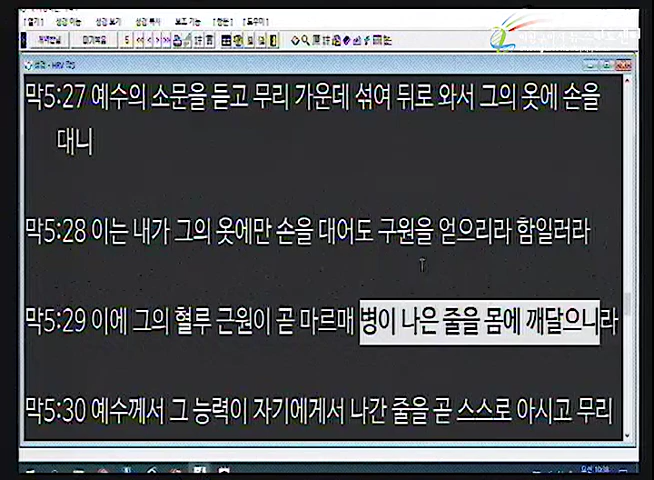 막5:27 예수의 소문을 듣고 무리 가운데 섞여 뒤로 와서 그의 옷에 손을
대니
막5:28 이는 내가 그의 옷에만 손을 대어도 구원을 얻으리라 함일러라
막5:29 이에 그의 혈루 근원이 곧 마르매 병이 나은 줄을 몸에 깨달으니라
막5:30 예수께서 그 능력이 자기에게서 나간 줄을 곧 스스로 아시고 무리